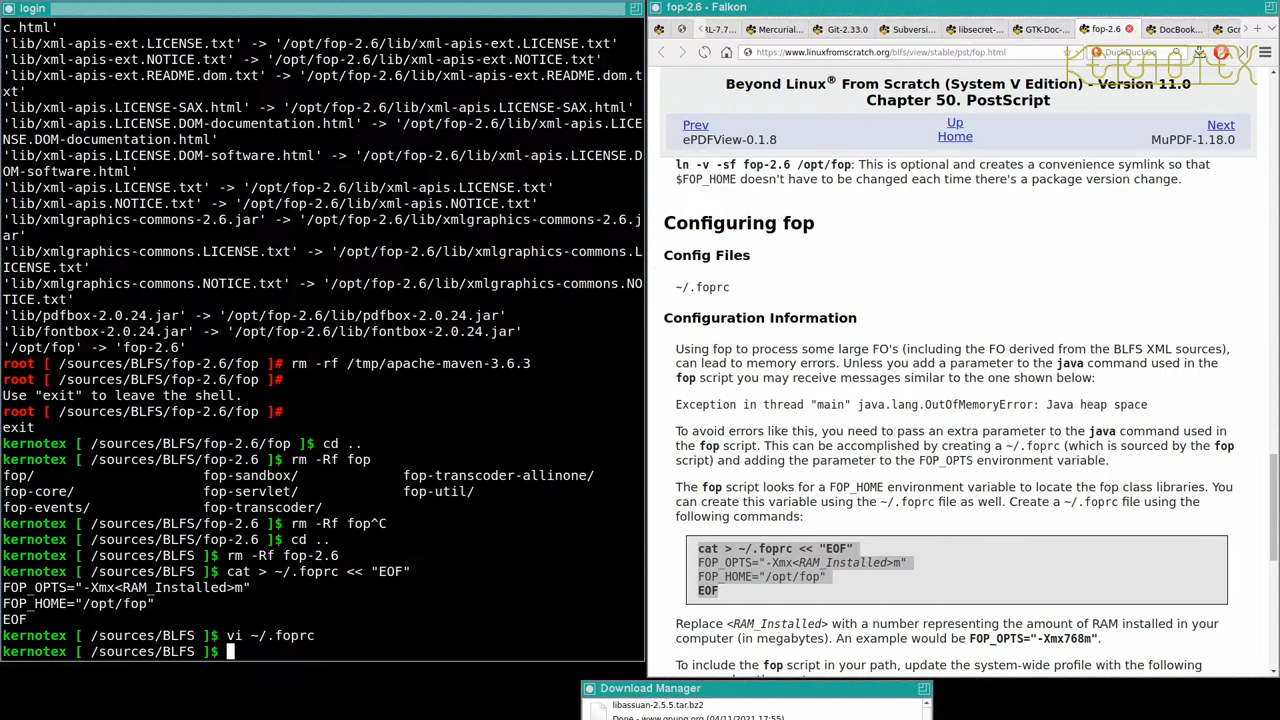 login
c.html'
'lib/xml-apis-ext.LICENSE.txt' -> '/opt/fop-2.6/lib/xml-apis-ext.LICENSE.txt'
'lib/xml-apis-ext.NOTICE.txt' -> '/opt/fop-2.6/lib/xml-apis-ext.NOTICE.txt'
'lib/xml-apis-ext.README.dom.txt' -> '/opt/fop-2.6/lib/xml-apis-ext.README.dom.t
xt'
'lib/xml-apis.LICENSE-SAX.html' -> '/opt/fop-2.6/lib/xml-apis.LICENSE-SAX.html'
'lib/xml-apis.LICENSE.DOM-documentation.html' -> '/opt/fop-2.6/lib/xml-apis.LICE
NSE.DOM-documentation.html'
'lib/xml-apis.LICENSE.DOM-software.html' -> '/opt/fop-2.6/lib/xml-apis.LICENSE.D
OM-software.html'
'lib/xml-apis.LICENSE.txt' -> '/opt/fop-2.6/lib/xml-apis.LICENSE.txt'
'lib/xml-apis.NOTICE.txt' -> '/opt/fop-2.6/lib/xml-apis.NOTICE.txt'
'lib/xmlgraphics-commons-2.6.jar' -> '/opt/fop-2.6/lib/xmlgraphics-commons-2.6.j
ar'
'lib/xmlgraphics-commons.LICENSE.txt' -> '/opt/fop-2.6/lib/xmlgraphics-commons.L
ICENSE.txt'
'lib/xmlgraphics-commons.NOTICE.txt' -> '/opt/fop-2.6/lib/xmlgraphics-commons.NO
TICE.txt'
'lib/pdfbox-2.0.24.jar' -> '/opt/fop-2.6/lib/pdfbox-2.0.24.jar'
'lib/fontbox-2.0.24.jar' -> '/opt/fop-2.6/lib/fontbox-2.0.24.jar'
'/opt/fop' -> 'fop-2.6'
root [ /sources/BLFS/fop-2.6/fop ]# rm -rf /tmp/apache-maven-3.6.3
root [ /sources/BLFS/fop-2.6/fop ]#
Use "exit" to leave the shell.
root [ /sources/BLFS/fop-2.6/fop ]#
exit
kernotex [ /sources/BLFS/fop-2.6/fop ]$ cd ..
kernotex [ /sources/BLFS/fop-2.6 ]$ rm -Rf fop
fop/ fop-sandbox/ fop-transcoder-allinone/
fop-core/ fop-servlet/ fop-util/
fop-events/ fop-transcoder/
kernotex [ /sources/BLFS/fop-2.6 ]$ rm -Rf fop^C
kernotex [ /sources/BLFS/fop-2.6 ]$ cd ..
kernotex [ /sources/BLFS ]$ rm -Rf fop-2.6
kernotex [ /sources/BLFS ]$ cat > ~/.foprc << "EOF"
FOP_OPTS="-Xmx<RAM_Installed>m"
FOP_HOME="/opt/fop"
EOF
kernotex [ /sources/BLFS ]$ vi ~/.foprc
kernotex [ /sources/BLFS ]$
fop-2.6 - Falkon
RL-7.7... Mercurial... Git-2.33.0 Subversi... libsecret-... GTK-Doc-... fop-2.6 DocBook...
https://www.linuxfromscratch.org/blfs/view/stable/pst/fop.html DuckDuckGo
KERNOTEX
Beyond Linux® From Scratch (System V Edition) - Version 11.0
Chapter 50. PostScript
Prev Up Next
ePDFView-0.1.8 Home MuPDF-1.18.0
ln -v -sf fop-2.6 /opt/fop: This is optional and creates a convenience symlink so that
$FOP_HOME doesn't have to be changed each time there's a package version change.
Configuring fop
Config Files
~/.foprc
Configuration Information
Using fop to process some large FO's (including the FO derived from the BLFS XML sources),
can lead to memory errors. Unless you add a parameter to the java command used in the
fop script you may receive messages similar to the one shown below:
Exception in thread "main" java.lang.OutOfMemoryError: Java heap space
To avoid errors like this, you need to pass an extra parameter to the java command used in
the fop script. This can be accomplished by creating a ~/.foprc (which is sourced by the fop
script) and adding the parameter to the FOP_OPTS environment variable.
The fop script looks for a FOP_HOME environment variable to locate the fop class libraries. You
can create this variable using the ~/.foprc file as well. Create a ~/.foprc file using the
following commands:
cat > ~/.foprc << "EOF"
FOP_OPTS="-Xmx<RAM_Installed>m"
FOP_HOME="/opt/fop"
EOF
Replace <RAM_Installed> with a number representing the amount of RAM installed in your
computer (in megabytes). An example would be FOP_OPTS="-Xmx768m".
To include the fop script in your path, update the system-wide profile with the following
Download Manager
libassuan-2.5.5.tar.bz2
Done - www.gnupg.org (04/11/2021 17:55)